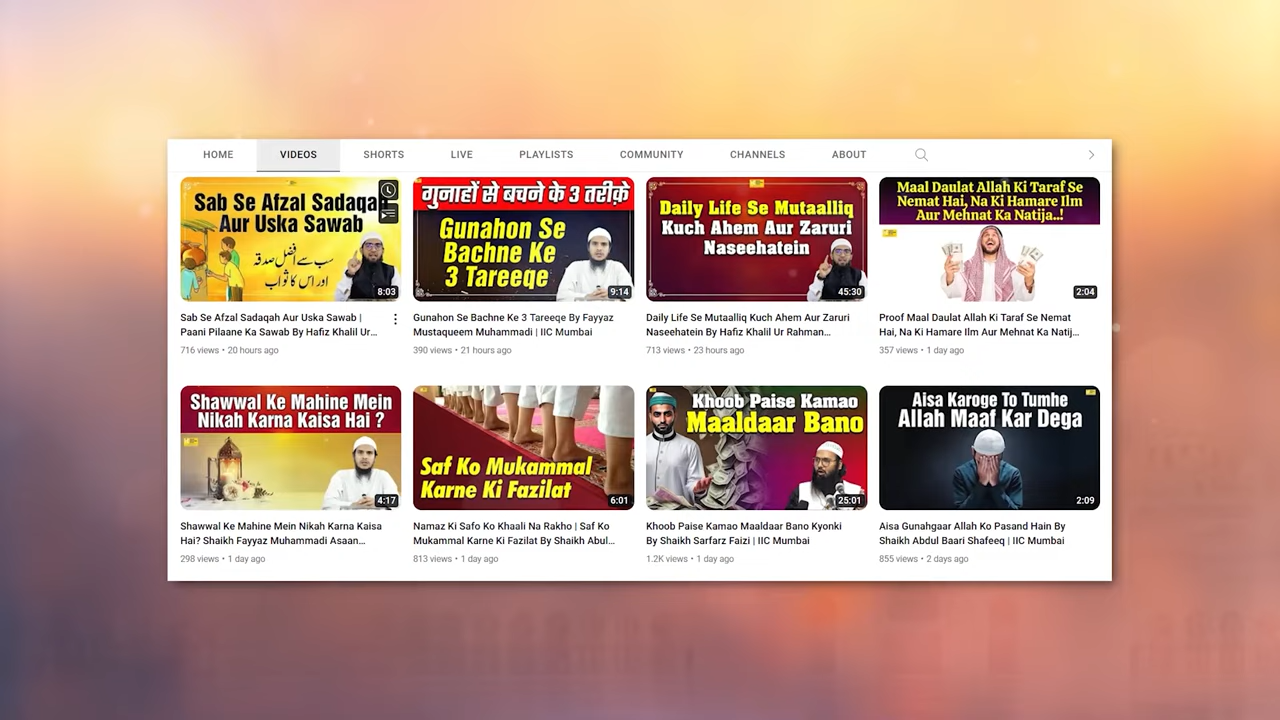 HOME VIDEOS SHORTS LIVE PLAYLISTS COMMUNITY CHANNELS ABOUT
Sab Se Afzal Sadaqah
Aur Uska Sawab
سب سے افضل صدقہ
اور اس کا ثواب
8:03
Sab Se Afzal Sadaqah Aur Uska Sawab |
Paani Pilaane Ka Sawab By Hafiz Khalil Ur...
716 views • 20 hours ago
गुनाहों से बचने के 3 तरीक़े
Gunahon Se
Bachne Ke
3 Tareeqe
9:14
Gunahon Se Bachne Ke 3 Tareeqe By Fayyaz
Mustaqueem Muhammadi | IIC Mumbai
390 views • 21 hours ago
Daily Life Se Mutaalliq
Kuch Ahem Aur Zaruri
Naseehatein
45:30
Daily Life Se Mutaalliq Kuch Ahem Aur Zaruri
Naseehatein By Hafiz Khalil Ur Rahman...
713 views • 23 hours ago
Maal Daulat Allah Ki Taraf Se
Nemat Hai, Na Ki Hamare Ilm
Aur Mehnat Ka Natija..!
2:04
Proof Maal Daulat Allah Ki Taraf Se Nemat
Hai, Na Ki Hamare Ilm Aur Mehnat Ka Natij...
357 views • 1 day ago
Shawwal Ke Mahine Mein
Nikah Karna Kaisa Hai ?
4:17
Shawwal Ke Mahine Mein Nikah Karna Kaisa
Hai? Shaikh Fayyaz Muhammadi Asaan...
298 views • 1 day ago
Saf Ko Mukammal
Karne Ki Fazilat
6:01
Namaz Ki Safo Ko Khaali Na Rakho | Saf Ko
Mukammal Karne Ki Fazilat By Shaikh Abul...
813 views • 1 day ago
Khoob Paise Kamao
Maaldaar Bano
25:01
Khoob Paise Kamao Maaldaar Bano Kyonki
By Shaikh Sarfarz Faizi | IIC Mumbai
1.2K views • 1 day ago
Aisa Karoge To Tumhe
Allah Maaf Kar Dega
2:09
Aisa Gunahgaar Allah Ko Pasand Hain By
Shaikh Abdul Baari Shafeeq | IIC Mumbai
855 views • 2 days ago